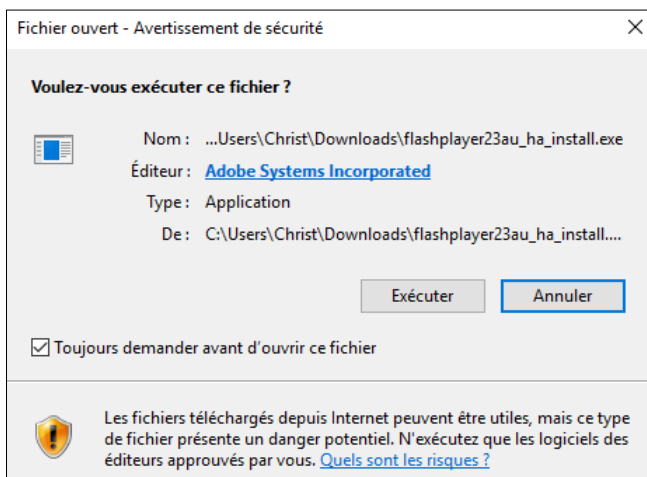 Fichier ouvert - Avertissement de sécurité
Voulez-vous exécuter ce fichier ?
Nom : ...Users\Christ\Downloads\flashplayer23au_ha_install.exe
Éditeur : Adobe Systems Incorporated
Type : Application
De : C:\Users\Christ\Downloads\flashplayer23au_ha_install....
Exécuter Annuler
Toujours demander avant d'ouvrir ce fichier
Les fichiers téléchargés depuis Internet peuvent être utiles, mais ce type
de fichier présente un danger potentiel. N'exécutez que les logiciels des
éditeurs approuvés par vous. Quels sont les risques ?